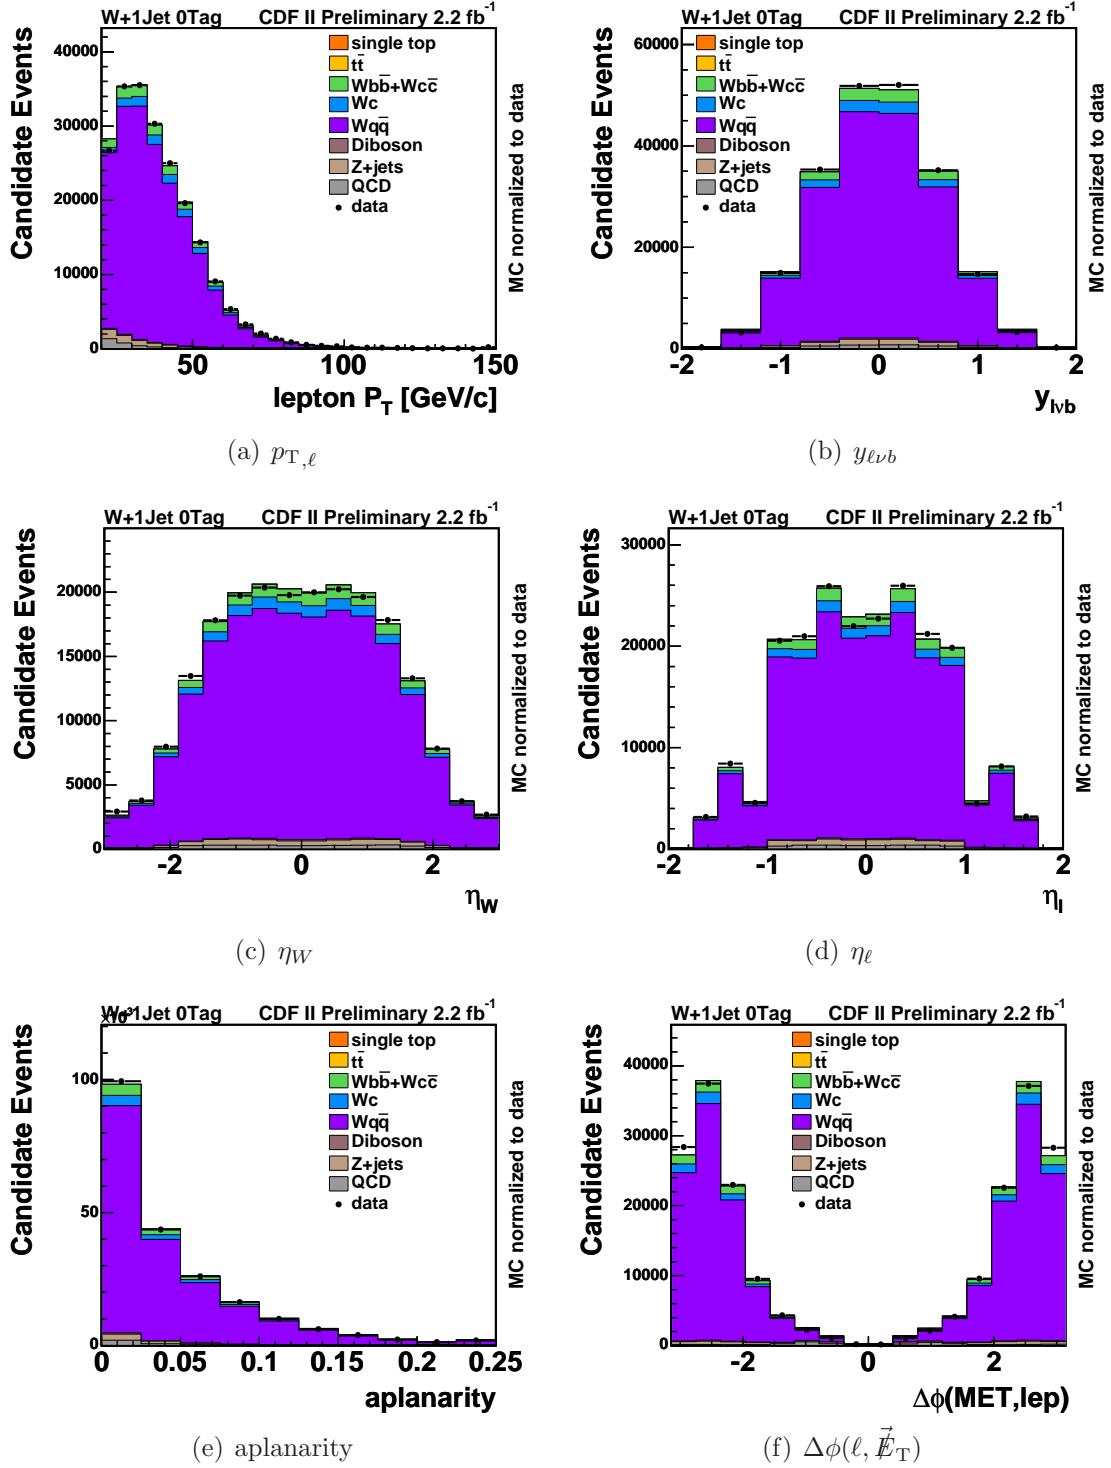 W+1Jet 0Tag CDF II Preliminary 2.2 fb⁻¹
Candidate Events
40000
30000
20000
10000
0
single top
tt̄
Wbb̄+Wcc̄
Wc
Wqq̄
Diboson
Z+jets
QCD
data
MC normalized to data
50 100 150
lepton P_T [GeV/c]
(a) p_T,ℓ
W+1Jet 0Tag CDF II Preliminary 2.2 fb⁻¹
Candidate Events
60000
40000
20000
0
single top
tt̄
Wbb̄+Wcc̄
Wc
Wqq̄
Diboson
Z+jets
QCD
data
MC normalized to data
-2 -1 0 1 2
y_lνb
(b) y_ℓνb
W+1Jet 0Tag CDF II Preliminary 2.2 fb⁻¹
Candidate Events
20000
15000
10000
5000
0
MC normalized to data
-2 0 2
η_W
(c) η_W
W+1Jet 0Tag CDF II Preliminary 2.2 fb⁻¹
Candidate Events
30000
20000
10000
0
MC normalized to data
-2 -1 0 1 2
η_l
(d) η_ℓ
W+1Jet 0Tag CDF II Preliminary 2.2 fb⁻¹
×10³
Candidate Events
100
50
0
single top
tt̄
Wbb̄+Wcc̄
Wc
Wqq̄
Diboson
Z+jets
QCD
data
MC normalized to data
0 0.05 0.1 0.15 0.2 0.25
aplanarity
(e) aplanarity
W+1Jet 0Tag CDF II Preliminary 2.2 fb⁻¹
Candidate Events
40000
30000
20000
10000
0
single top
tt̄
Wbb̄+Wcc̄
Wc
Wqq̄
Diboson
Z+jets
QCD
data
MC normalized to data
-2 0 2
Δϕ(MET,lep)
(f) Δϕ(ℓ, E̸⃗_T)